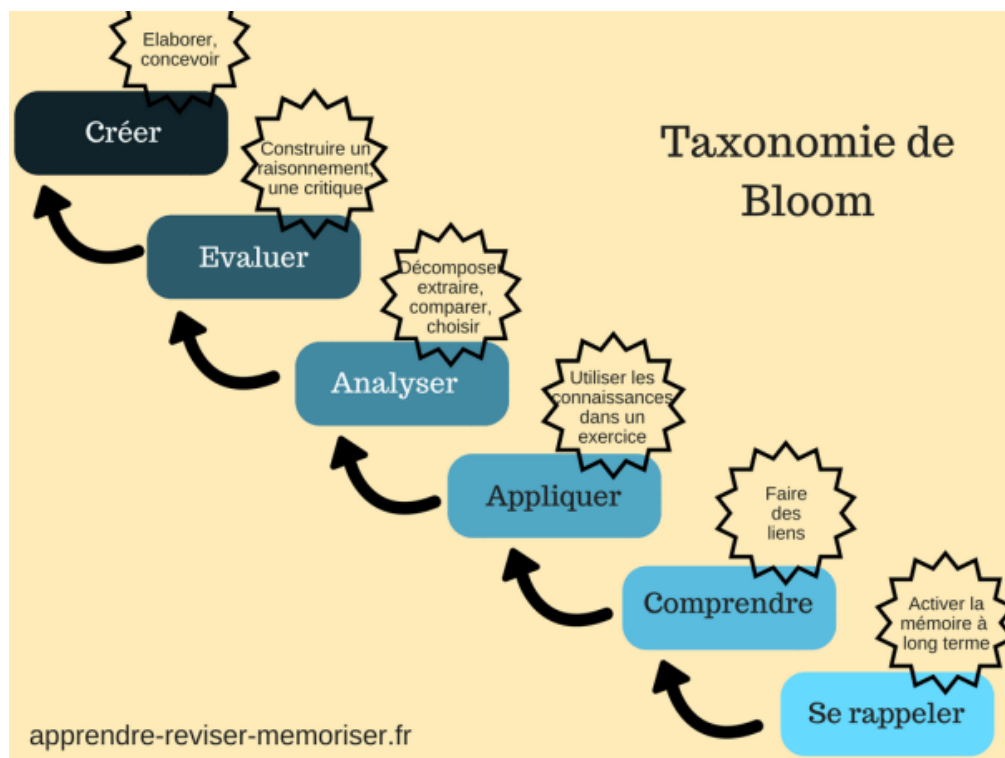 Elaborer,
concevoir
Créer
Construire un
raisonnement,
une critique
Taxonomie de
Bloom
Evaluer
Décomposer
extraire,
comparer,
choisir
Analyser
Utiliser les
connaissances
dans un
exercice
Appliquer
Faire
des
liens
Comprendre
Activer la
mémoire à
long terme
Se rappeler
apprendre-reviser-memoriser.fr